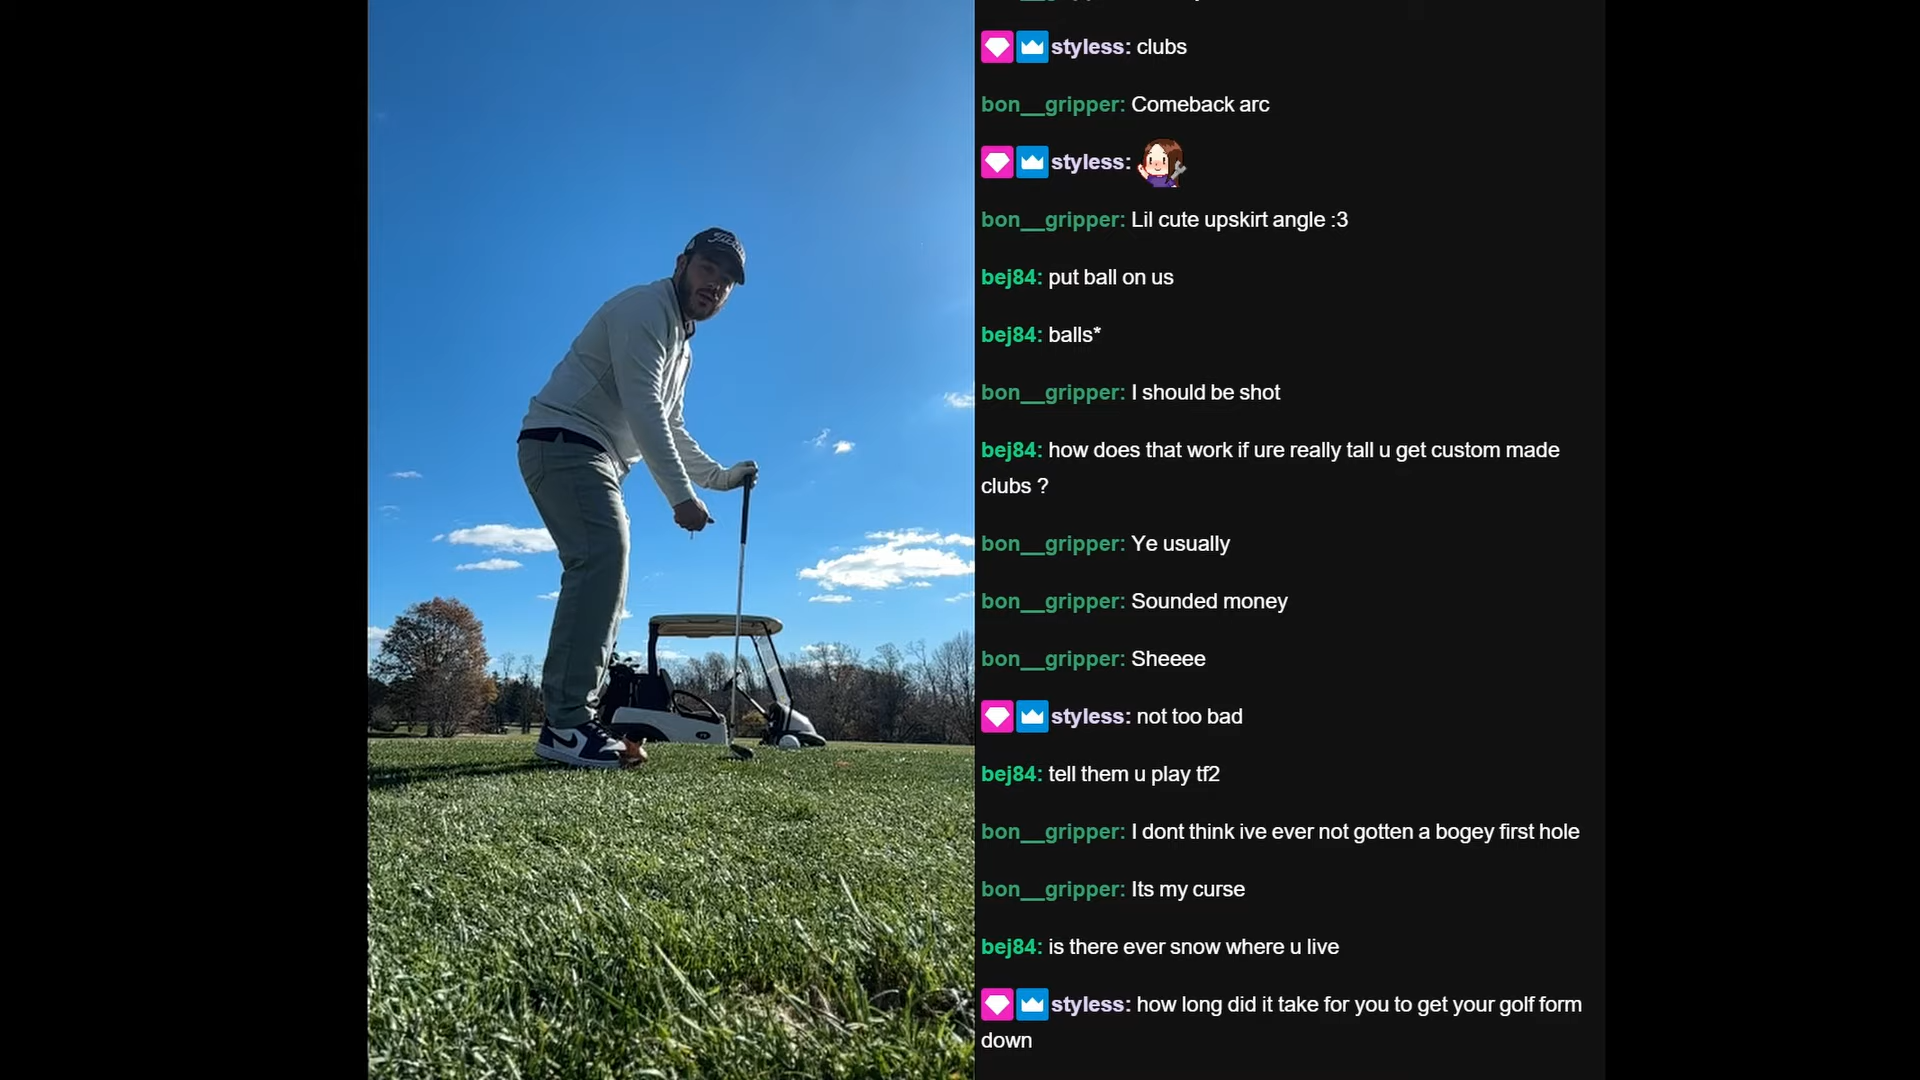 styless: clubs
bon__gripper: Comeback arc
styless:
bon__gripper: Lil cute upskirt angle :3
bej84: put ball on us
bej84: balls*
bon__gripper: I should be shot
bej84: how does that work if ure really tall u get custom made
clubs ?
bon__gripper: Ye usually
bon__gripper: Sounded money
bon__gripper: Sheeee
styless: not too bad
bej84: tell them u play tf2
bon__gripper: I dont think ive ever not gotten a bogey first hole
bon__gripper: Its my curse
bej84: is there ever snow where u live
styless: how long did it take for you to get your golf form
down